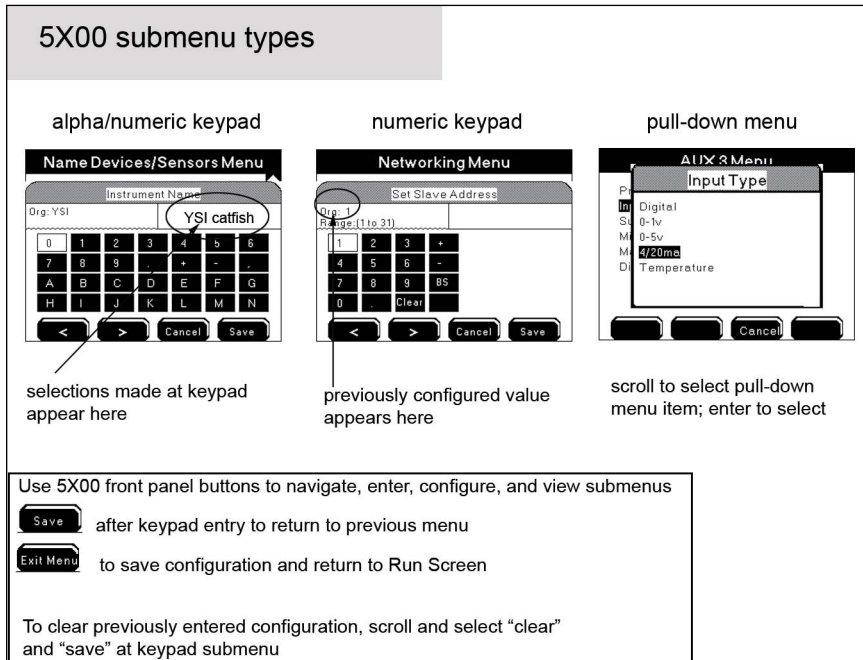 5X00 submenu types
alpha/numeric keypad
Name Devices/Sensors Menu
Instrument Name
Org: YSI
YSI catfish
0 1 2 3 4 5 6
7 8 9 . + - ,
A B C D E F G
H I J K L M N
< > Cancel Save
selections made at keypad
appear here
numeric keypad
Networking Menu
Set Slave Address
Org: 1
Range:(1 to 31)
1 2 3 +
4 5 6 -
7 8 9 BS
0 . Clear
< > Cancel Save
previously configured value
appears here
pull-down menu
AUX 3 Menu
Input Type
Digital
0-1v
0-5v
4/20ma
Temperature
Cancel
scroll to select pull-down
menu item; enter to select
Use 5X00 front panel buttons to navigate, enter, configure, and view submenus
Save after keypad entry to return to previous menu
Exit Menu to save configuration and return to Run Screen
To clear previously entered configuration, scroll and select “clear”
and “save” at keypad submenu